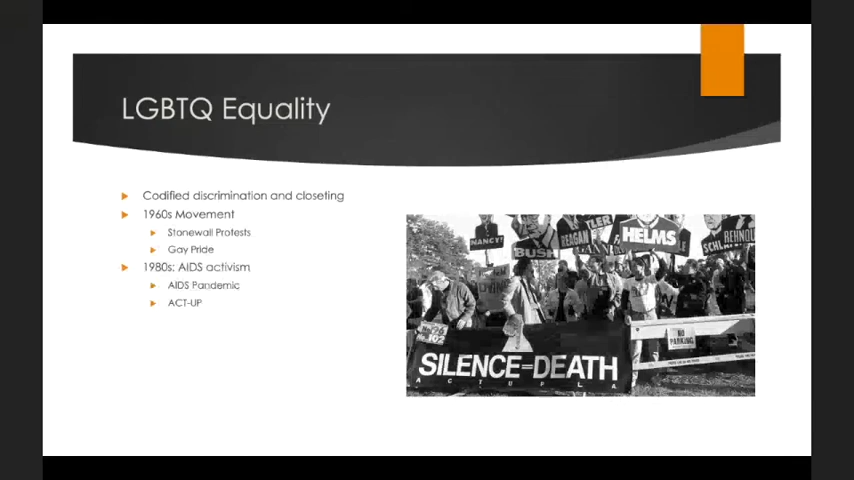 LGBTQ Equality
Codified discrimination and closeting
1960s Movement
Stonewall Protests
Gay Pride
1980s: AIDS activism
AIDS Pandemic
ACT-UP
NANCY!
BUSH
REAGAN
HELMS
NO
PARKING
SILENCE=DEATH